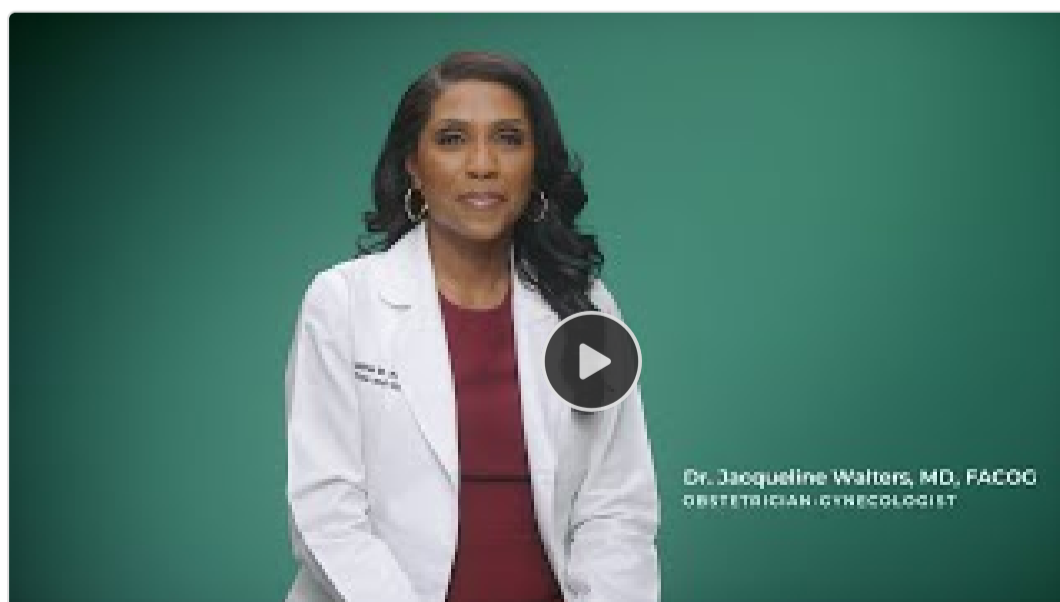 Dr. Jacqueline Walters, MD, FACOG
OBSTETRICIAN-GYNECOLOGIST